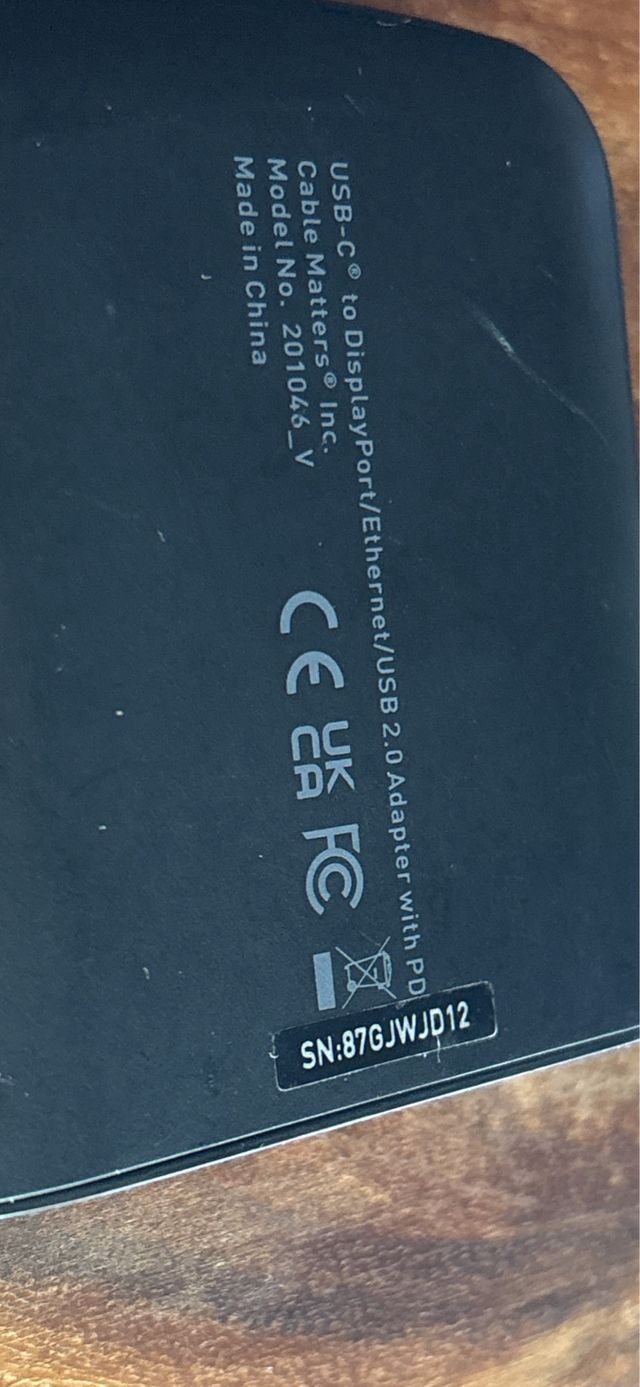 USB-C® to DisplayPort/Ethernet/USB 2.0 Adapter with PD
Cable Matters® Inc.
Model No. 201046_V
Made in China
CE UK CA FC
SN:87GJWJD12